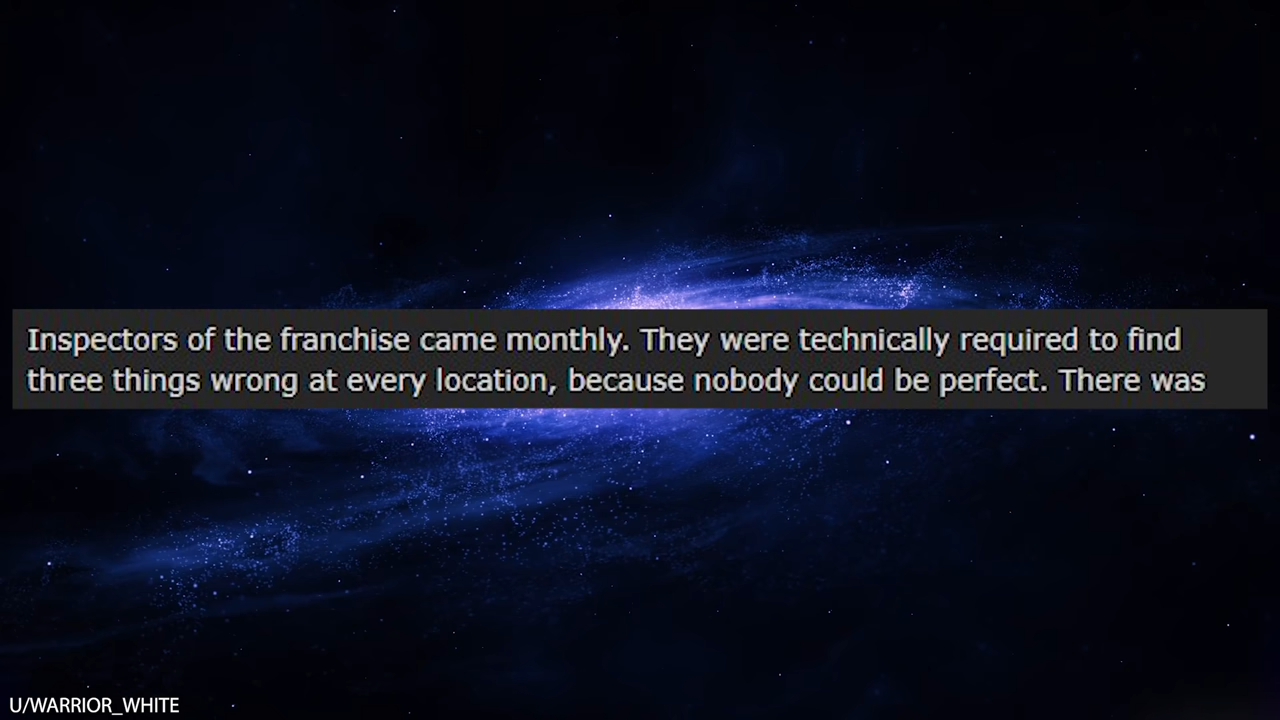 Inspectors of the franchise came monthly. They were technically required to find
three things wrong at every location, because nobody could be perfect. There was
U/WARRIOR_WHITE